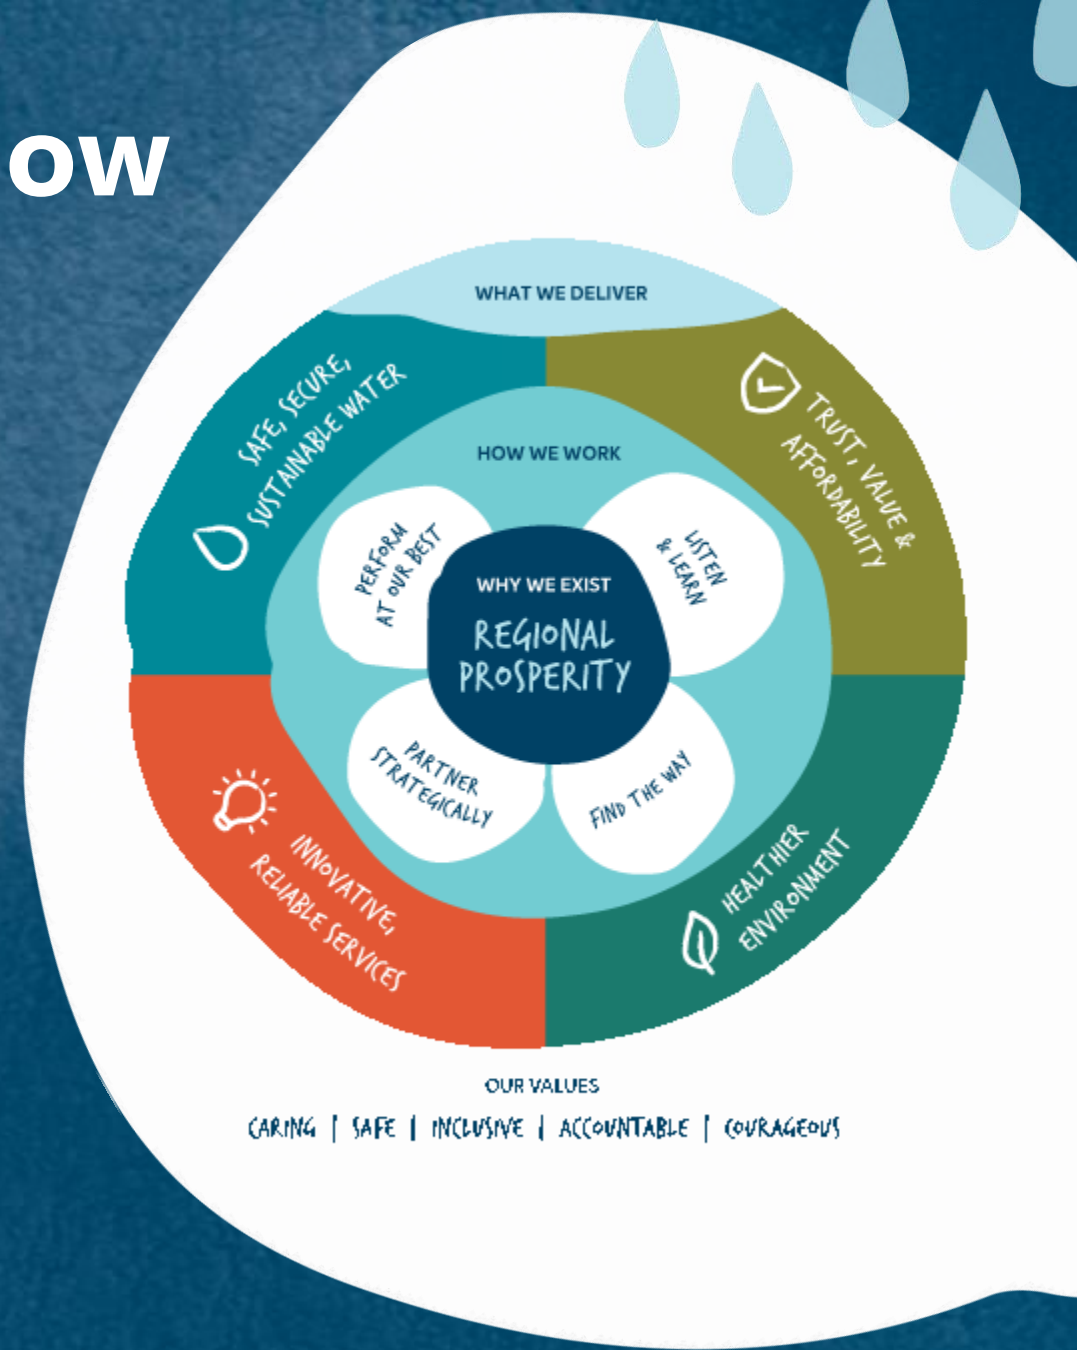 ow
WHAT WE DELIVER
SAFE, SECURE,
SUSTAINABLE WATER
TRUST, VALUE &
AFFORDABILITY
HOW WE WORK
PERFORM
AT OUR BEST
LISTEN
& LEARN
WHY WE EXIST
REGIONAL
PROSPERITY
PARTNER
STRATEGICALLY
FIND THE WAY
INNOVATIVE,
RELIABLE SERVICES
HEALTHIER
ENVIRONMENT
OUR VALUES
CARING | SAFE | INCLUSIVE | ACCOUNTABLE | COURAGEOUS